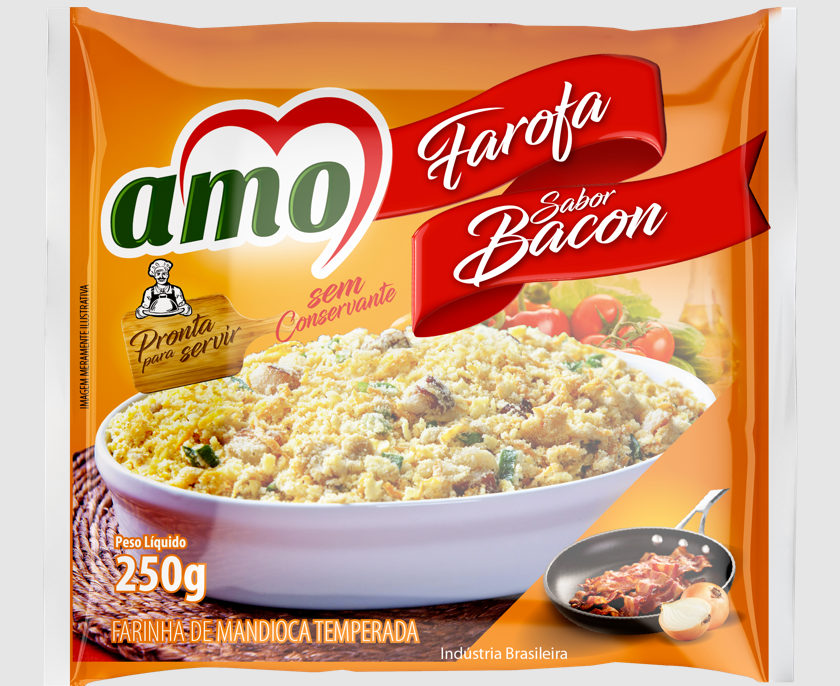 amo
Farofa
Sabor
Bacon
sem
Conservante
Pronta
para servir
IMAGEM MERAMENTE ILUSTRATIVA
Peso Líquido
250g
FARINHA DE MANDIOCA TEMPERADA
Indústria Brasileira